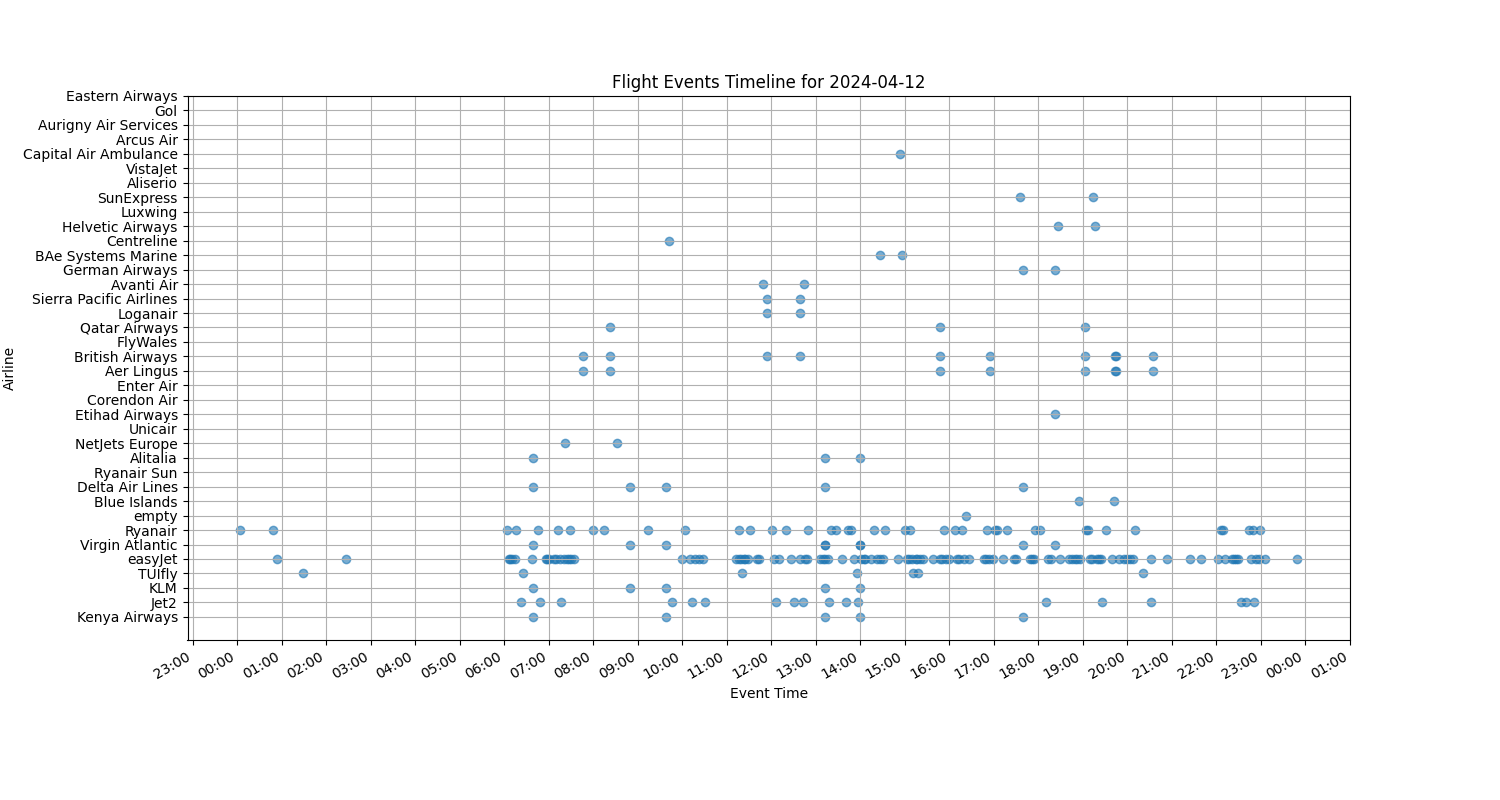 Flight Events Timeline for 2024-04-12
Eastern Airways
Gol
Aurigny Air Services
Arcus Air
Capital Air Ambulance
VistaJet
Aliserio
SunExpress
Luxwing
Helvetic Airways
Centreline
BAe Systems Marine
German Airways
Avanti Air
Sierra Pacific Airlines
Loganair
Qatar Airways
FlyWales
British Airways
Aer Lingus
Enter Air
Corendon Air
Etihad Airways
Unicair
NetJets Europe
Alitalia
Ryanair Sun
Delta Air Lines
Blue Islands
empty
Ryanair
Virgin Atlantic
easyJet
TUIfly
KLM
Jet2
Kenya Airways
Airline
23:00 00:00 01:00 02:00 03:00 04:00 05:00 06:00 07:00 08:00 09:00 10:00 11:00 12:00 13:00 14:00 15:00 16:00 17:00 18:00 19:00 20:00 21:00 22:00 23:00 00:00 01:00
Event Time